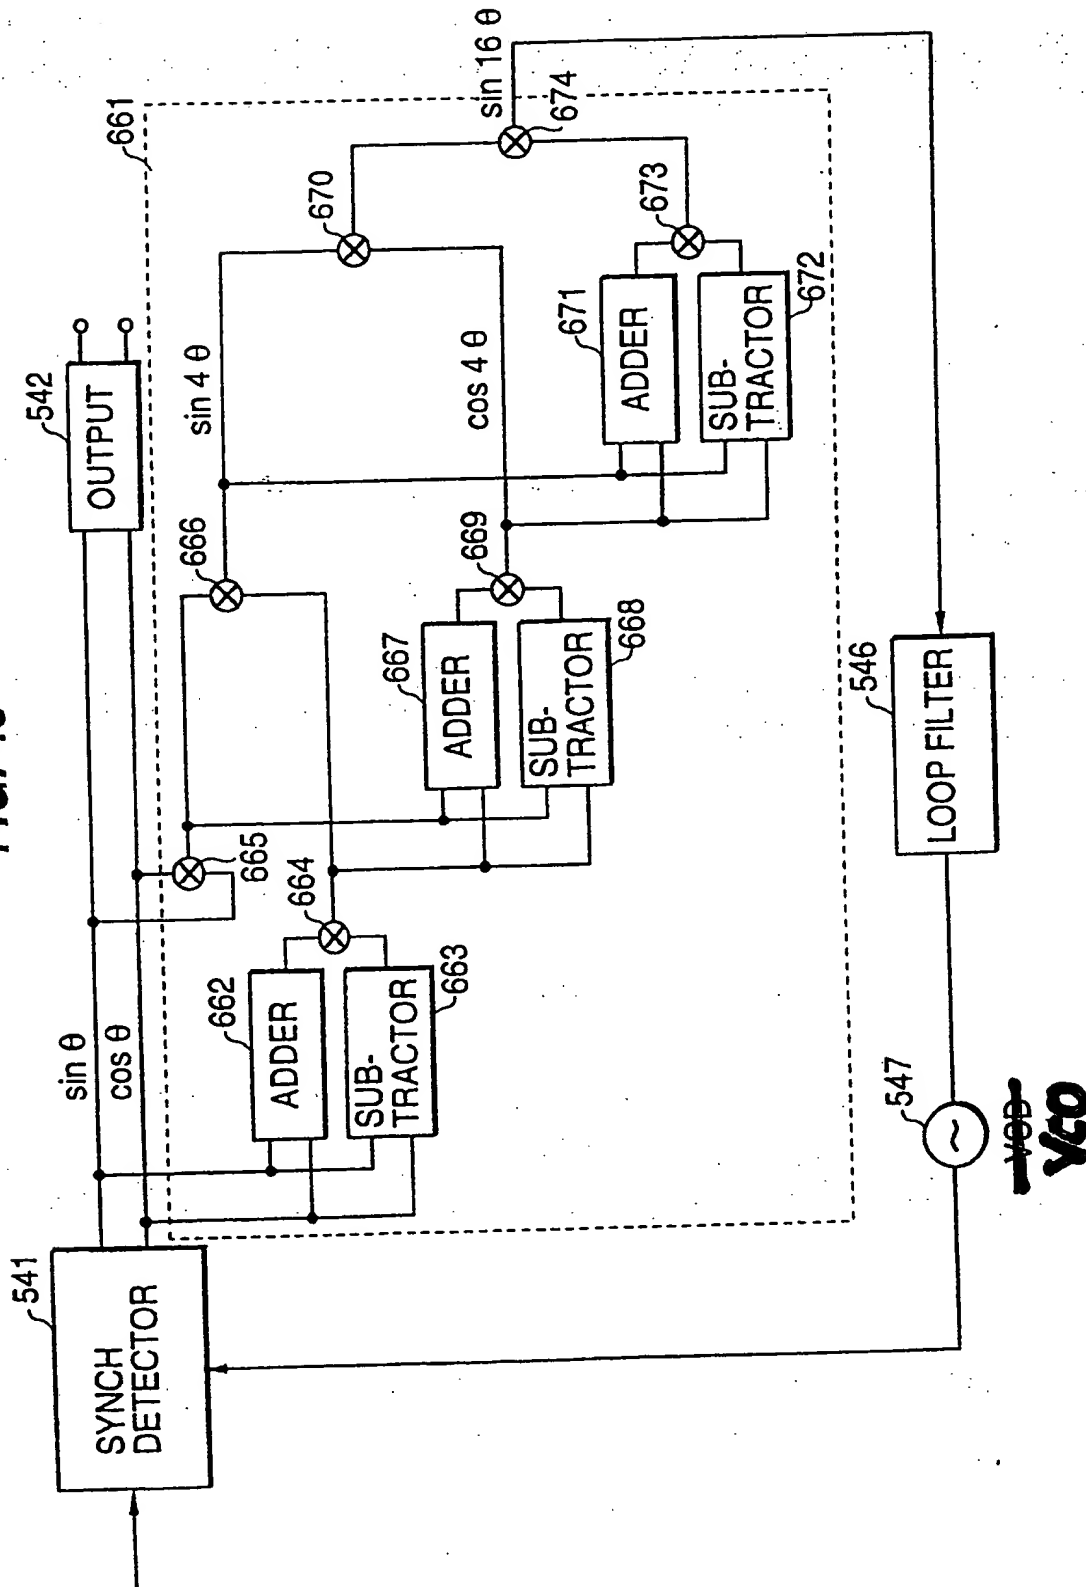 541
SYNCH
DETECTOR
sin θ
cos θ
542
OUTPUT
661
662
ADDER
663
SUB-
TRACTOR
664
665
666
sin 4 θ
667
ADDER
668
SUB-
TRACTOR
669
cos 4 θ
670
671
ADDER
672
SUB-
TRACTOR
673
674
sin 16 θ
546
LOOP FILTER
547
VCO